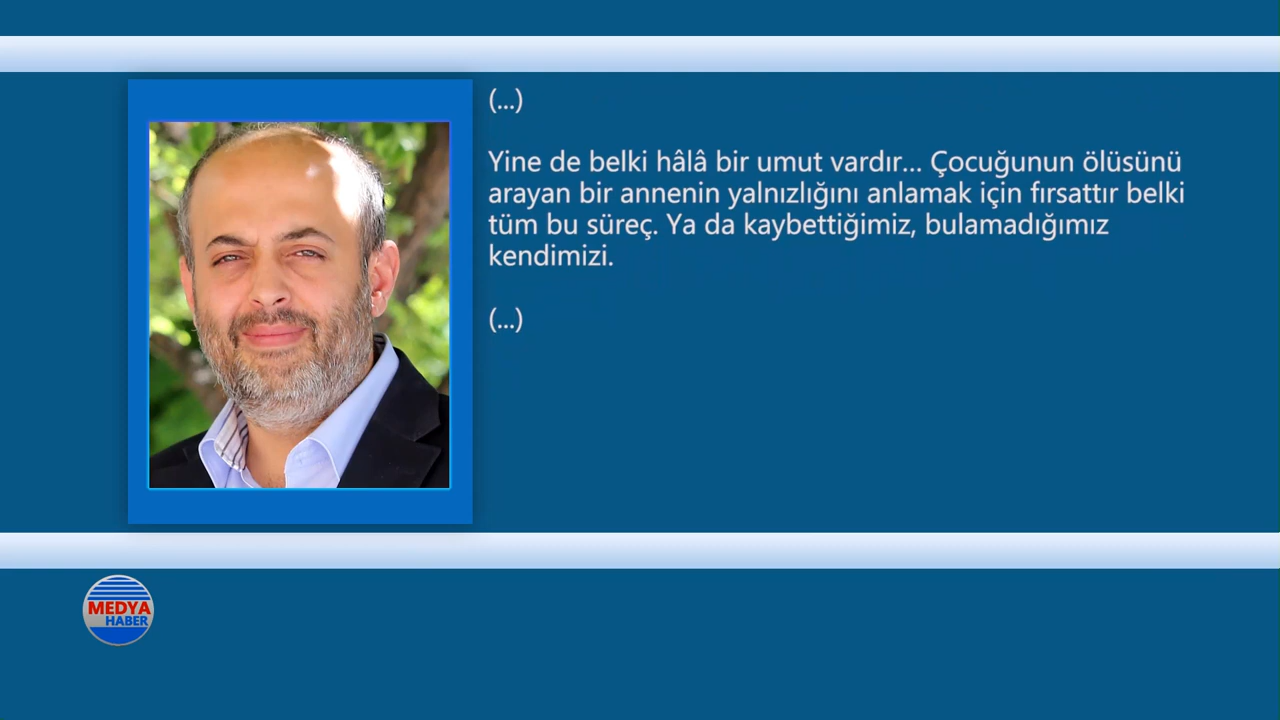 (...)
Yine de belki hâlâ bir umut vardır... Çocuğunun ölüsünü
arayan bir annenin yalnızlığını anlamak için fırsattır belki
tüm bu süreç. Ya da kaybettiğimiz, bulamadığımız
kendimizi.
(...)
MEDYA
HABER